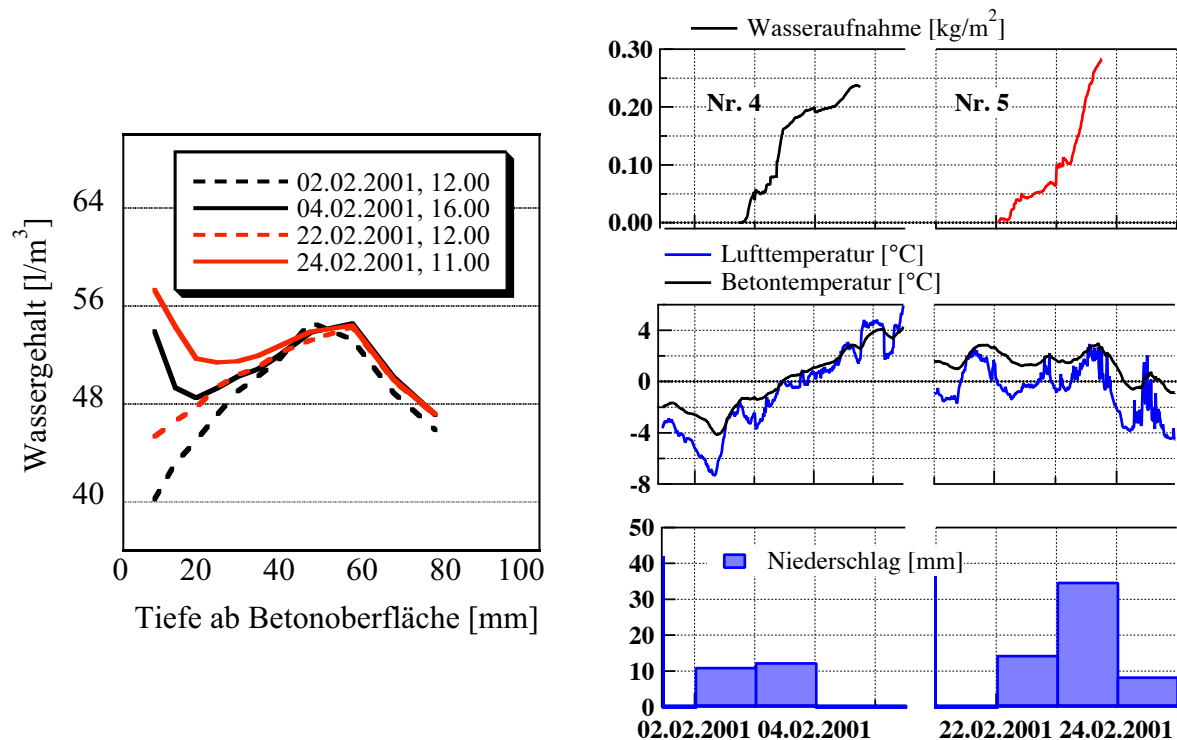 Wassergehalt [l/m³]
64
56
48
40
02.02.2001, 12.00
04.02.2001, 16.00
22.02.2001, 12.00
24.02.2001, 11.00
0 20 40 60 80 100
Tiefe ab Betonoberfläche [mm]
Wasseraufnahme [kg/m²]
0.30
0.20
0.10
0.00
Nr. 4
Nr. 5
Lufttemperatur [°C]
Betontemperatur [°C]
4
0
-4
-8
50
40
30
20
10
0
Niederschlag [mm]
02.02.2001 04.02.2001 22.02.2001 24.02.2001